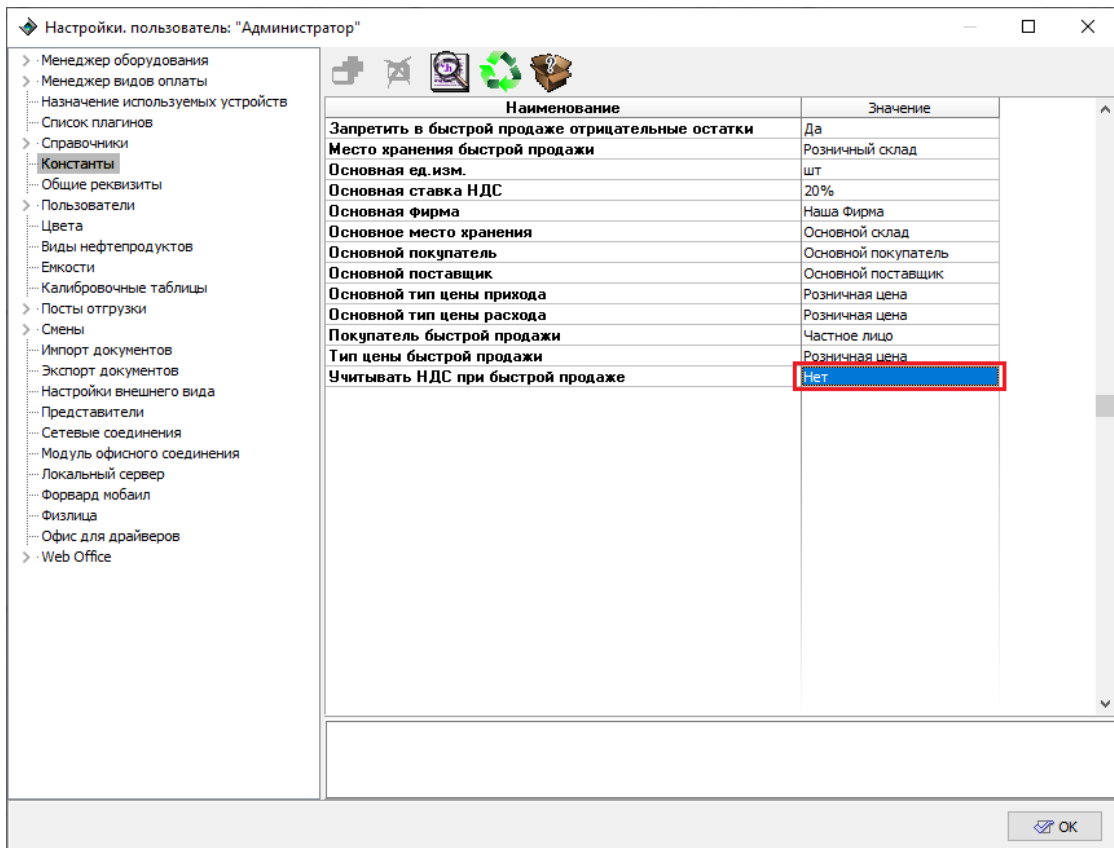 Настройки. пользователь: "Администратор"
Менеджер оборудования
Менеджер видов оплаты
Назначение используемых устройств
Список плагинов
Справочники
Константы
Общие реквизиты
Пользователи
Цвета
Виды нефтепродуктов
Емкости
Калибровочные таблицы
Посты отгрузки
Смены
Импорт документов
Экспорт документов
Настройки внешнего вида
Представители
Сетевые соединения
Модуль офисного соединения
Локальный сервер
Форвард мобаил
Физлица
Офис для драйверов
Web Office
Наименование Значение
Запретить в быстрой продаже отрицательные остатки Да
Место хранения быстрой продажи Розничный склад
Основная ед.изм. шт
Основная ставка НДС 20%
Основная фирма Наша Фирма
Основное место хранения Основной склад
Основной покупатель Основной покупатель
Основной поставщик Основной поставщик
Основной тип цены прихода Розничная цена
Основной тип цены расхода Розничная цена
Покупатель быстрой продажи Частное лицо
Тип цены быстрой продажи Розничная цена
Учитывать НДС при быстрой продаже Нет
OK